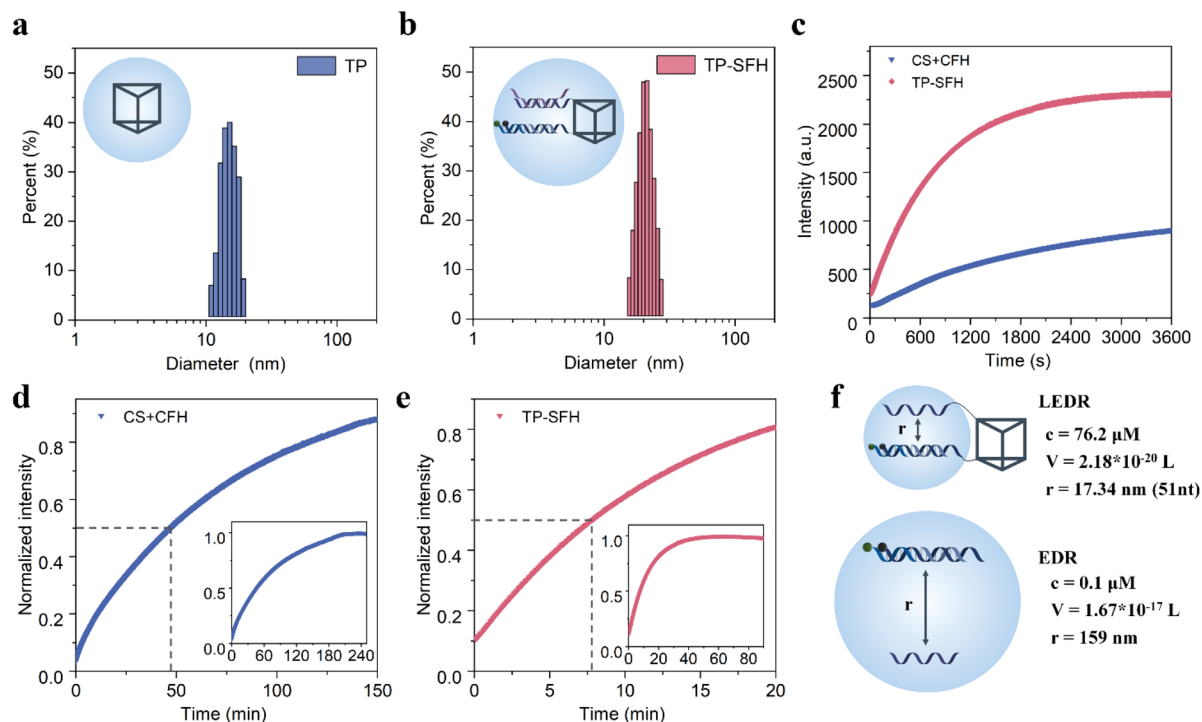 a
TP
Percent (%)
50
40
30
20
10
0
1
10
100
Diameter (nm)
b
TP-SFH
Percent (%)
50
40
30
20
10
0
1
10
100
Diameter (nm)
c
CS+CFH
TP-SFH
Intensity (a.u.)
2500
2250
1500
750
500
250
0
0 600 1200 1800 2400 3000 3600
Time (s)
d
CS+CFH
Normalized intensity
0.8
0.6
0.4
0.2
0.0
0 50 100 150
Time (min)
1.0
0.5
0.0
0 60 120 180 240
e
TP-SFH
Normalized intensity
0.8
0.6
0.4
0.2
0.0
0 5 10 15 20
Time (min)
1.0
0.5
0.0
0 20 40 60 80
f
r
LEDR
c = 76.2 μM
V = 2.18*10⁻²⁰ L
r = 17.34 nm (51nt)
r
EDR
c = 0.1 μM
V = 1.67*10⁻¹⁷ L
r = 159 nm